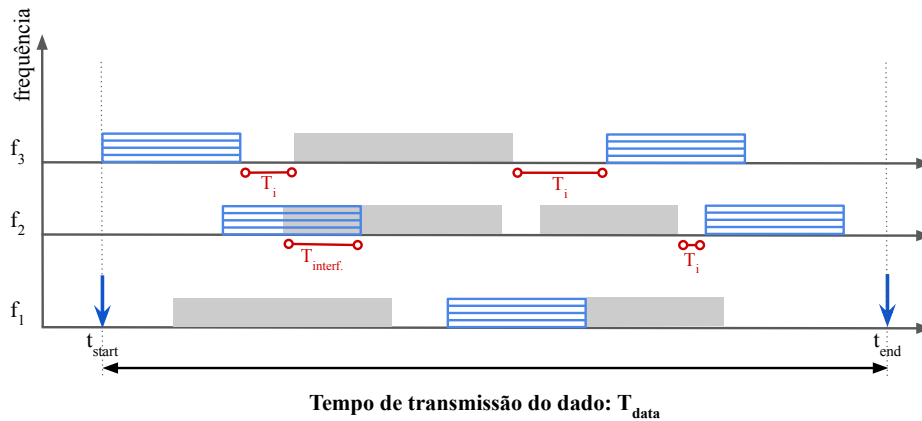 frequência
f3
Ti
Ti
f2
Tinterf.
Ti
f1
tstart
tend
Tempo de transmissão do dado: Tdata